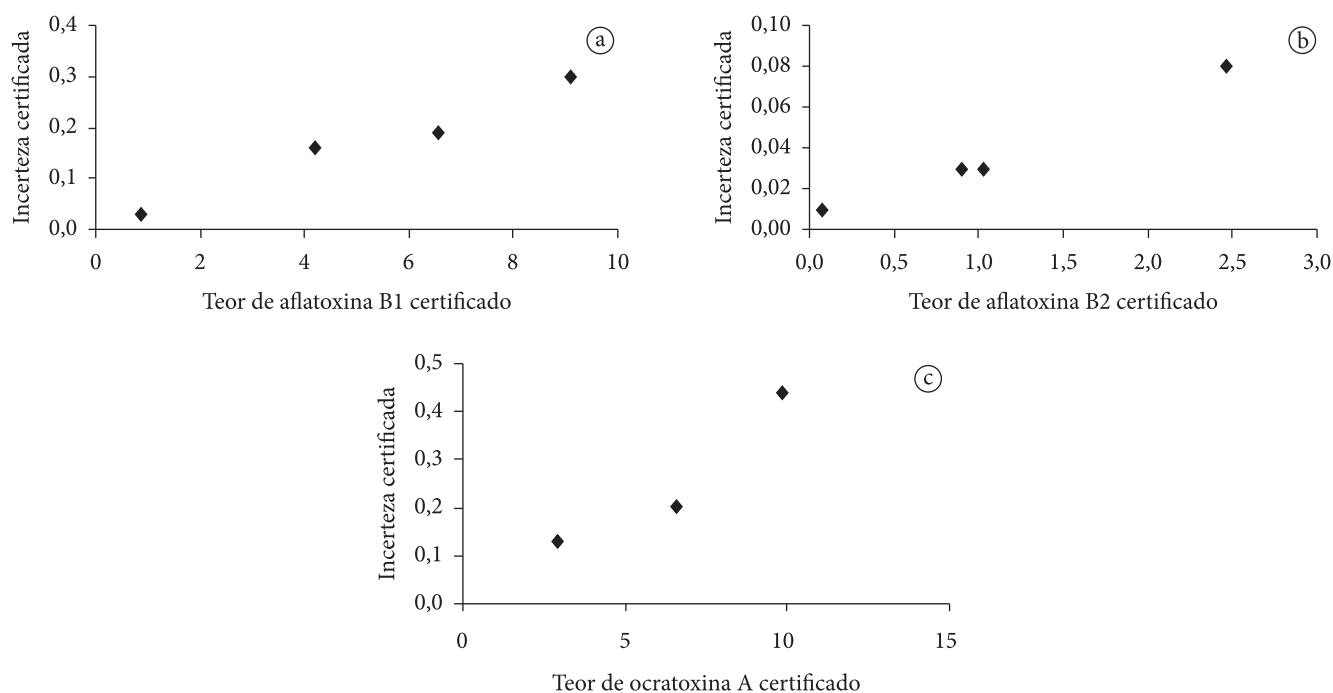 a
Incerteza certificada
0,4
0,3
0,2
0,1
0,0
0 2 4 6 8 10
Teor de aflatoxina B1 certificado
b
Incerteza certificada
0,10
0,08
0,06
0,04
0,02
0,00
0,0 0,5 1,0 1,5 2,0 2,5 3,0
Teor de aflatoxina B2 certificado
c
Incerteza certificada
0,5
0,4
0,3
0,2
0,1
0,0
0 5 10 15
Teor de ocratoxina A certificado